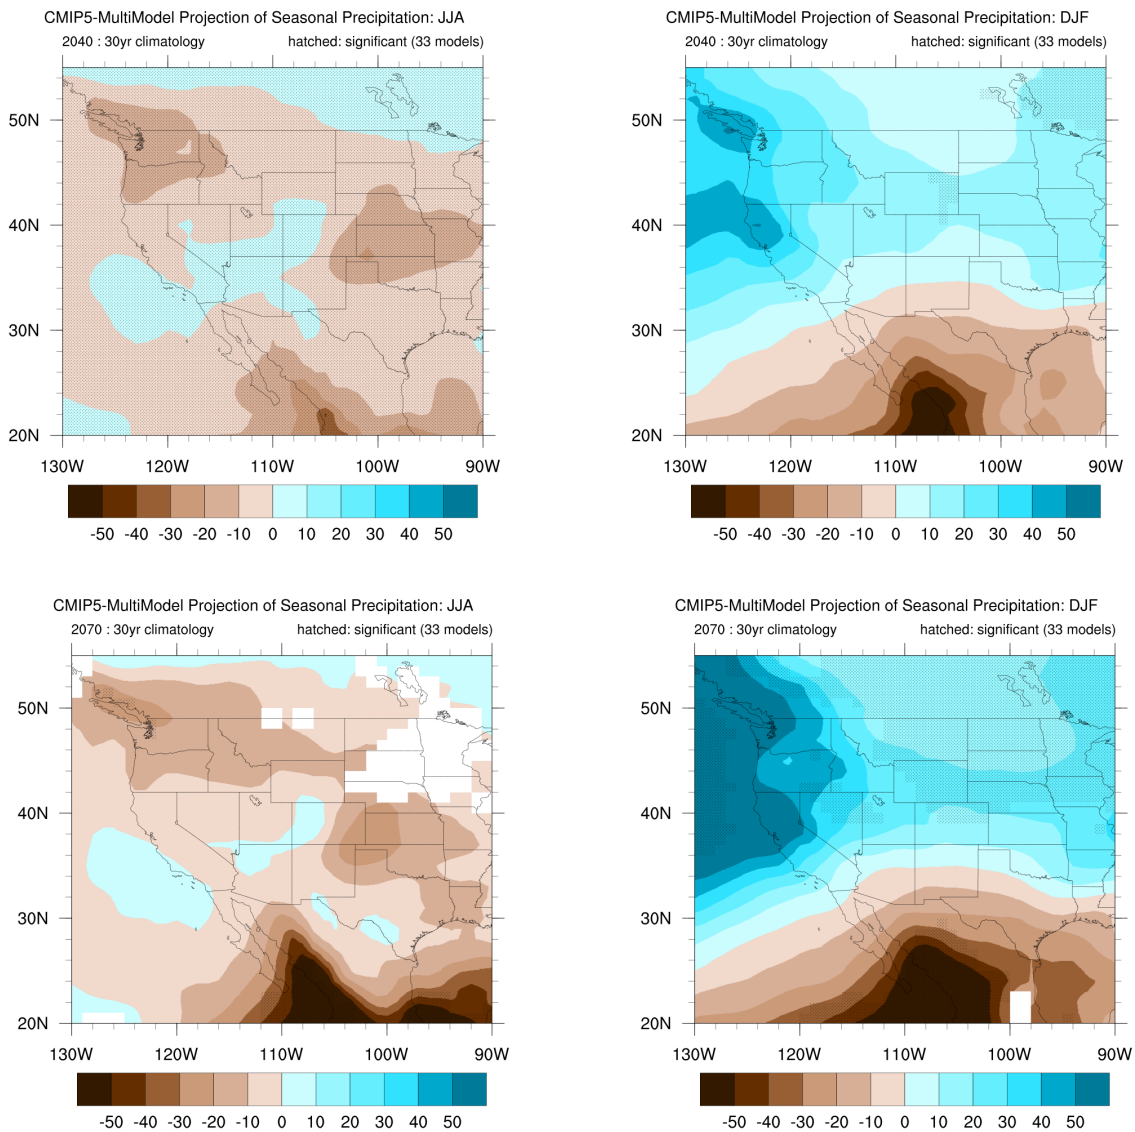 CMIP5-MultiModel Projection of Seasonal Precipitation: JJA
2040 : 30yr climatology hatched: significant (33 models)
50N
40N
30N
20N
130W 120W 110W 100W 90W
-50 -40 -30 -20 -10 0 10 20 30 40 50
CMIP5-MultiModel Projection of Seasonal Precipitation: DJF
2040 : 30yr climatology hatched: significant (33 models)
50N
40N
30N
20N
130W 120W 110W 100W 90W
-50 -40 -30 -20 -10 0 10 20 30 40 50
CMIP5-MultiModel Projection of Seasonal Precipitation: JJA
2070 : 30yr climatology hatched: significant (33 models)
50N
40N
30N
20N
130W 120W 110W 100W 90W
-50 -40 -30 -20 -10 0 10 20 30 40 50
CMIP5-MultiModel Projection of Seasonal Precipitation: DJF
2070 : 30yr climatology hatched: significant (33 models)
50N
40N
30N
20N
130W 120W 110W 100W 90W
-50 -40 -30 -20 -10 0 10 20 30 40 50